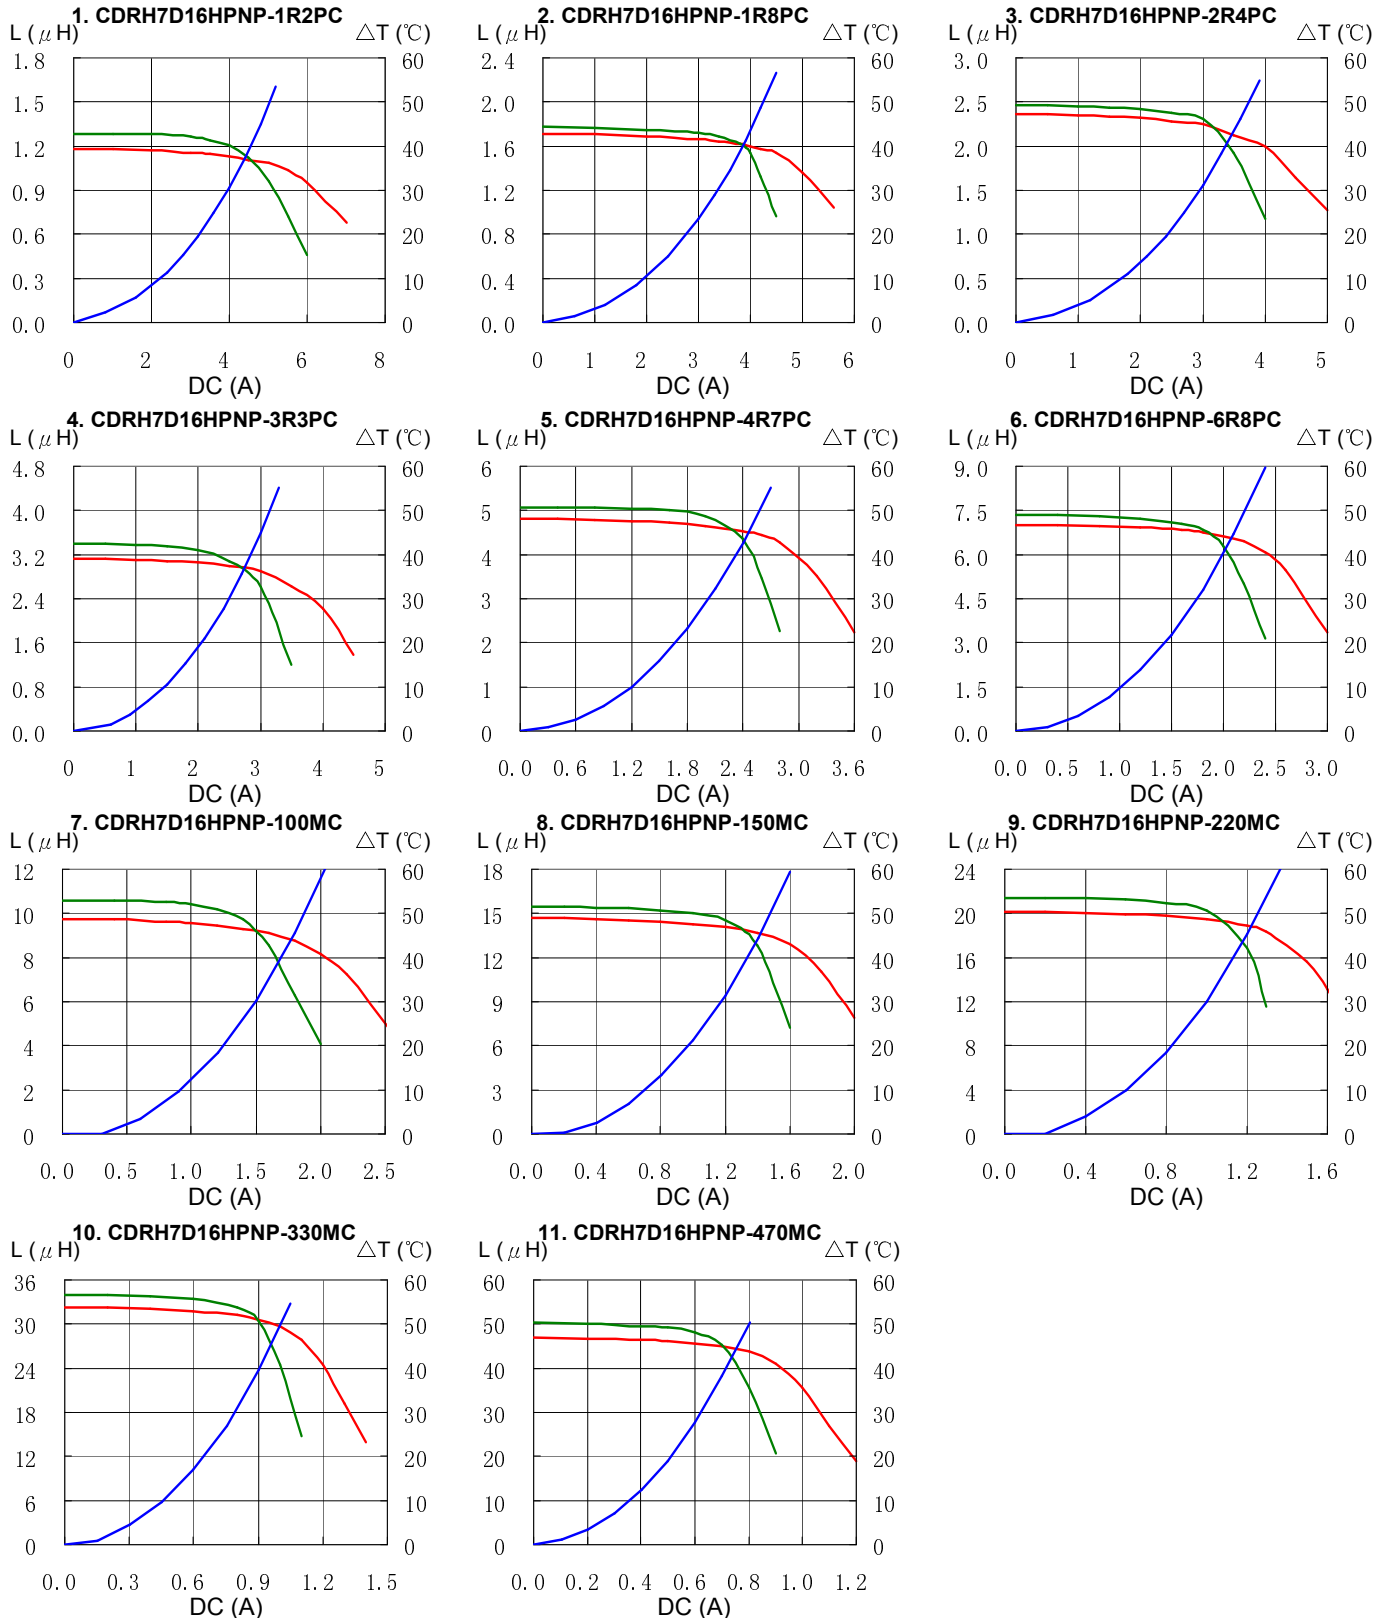 1. CDRH7D16HPNP-1R2PC
L (μH) △T (℃)
1.8 60
1.5 50
1.2 40
0.9 30
0.6 20
0.3 10
0.0 0
0 2 4 6 8
DC (A)
2. CDRH7D16HPNP-1R8PC
L (μH) △T (℃)
2.4 60
2.0 50
1.6 40
1.2 30
0.8 20
0.4 10
0.0 0
0 1 2 3 4 5 6
DC (A)
3. CDRH7D16HPNP-2R4PC
L (μH) △T (℃)
3.0 60
2.5 50
2.0 40
1.5 30
1.0 20
0.5 10
0.0 0
0 1 2 3 4 5
DC (A)
4. CDRH7D16HPNP-3R3PC
L (μH) △T (℃)
4.8 60
4.0 50
3.2 40
2.4 30
1.6 20
0.8 10
0.0 0
0 1 2 3 4 5
DC (A)
5. CDRH7D16HPNP-4R7PC
L (μH) △T (℃)
6 60
5 50
4 40
3 30
2 20
1 10
0 0
0.0 0.6 1.2 1.8 2.4 3.0 3.6
DC (A)
6. CDRH7D16HPNP-6R8PC
L (μH) △T (℃)
9.0 60
7.5 50
6.0 40
4.5 30
3.0 20
1.5 10
0.0 0
0.0 0.5 1.0 1.5 2.0 2.5 3.0
DC (A)
7. CDRH7D16HPNP-100MC
L (μH) △T (℃)
12 60
10 50
8 40
6 30
4 20
2 10
0 0
0.0 0.5 1.0 1.5 2.0 2.5
DC (A)
8. CDRH7D16HPNP-150MC
L (μH) △T (℃)
18 60
15 50
12 40
9 30
6 20
3 10
0 0
0.0 0.4 0.8 1.2 1.6 2.0
DC (A)
9. CDRH7D16HPNP-220MC
L (μH) △T (℃)
24 60
20 50
16 40
12 30
8 20
4 10
0 0
0.0 0.4 0.8 1.2 1.6
DC (A)
10. CDRH7D16HPNP-330MC
L (μH) △T (℃)
36 60
30 50
24 40
18 30
12 20
6 10
0 0
0.0 0.3 0.6 0.9 1.2 1.5
DC (A)
11. CDRH7D16HPNP-470MC
L (μH) △T (℃)
60 60
50 50
40 40
30 30
20 20
10 10
0 0
0.0 0.2 0.4 0.6 0.8 1.0 1.2
DC (A)